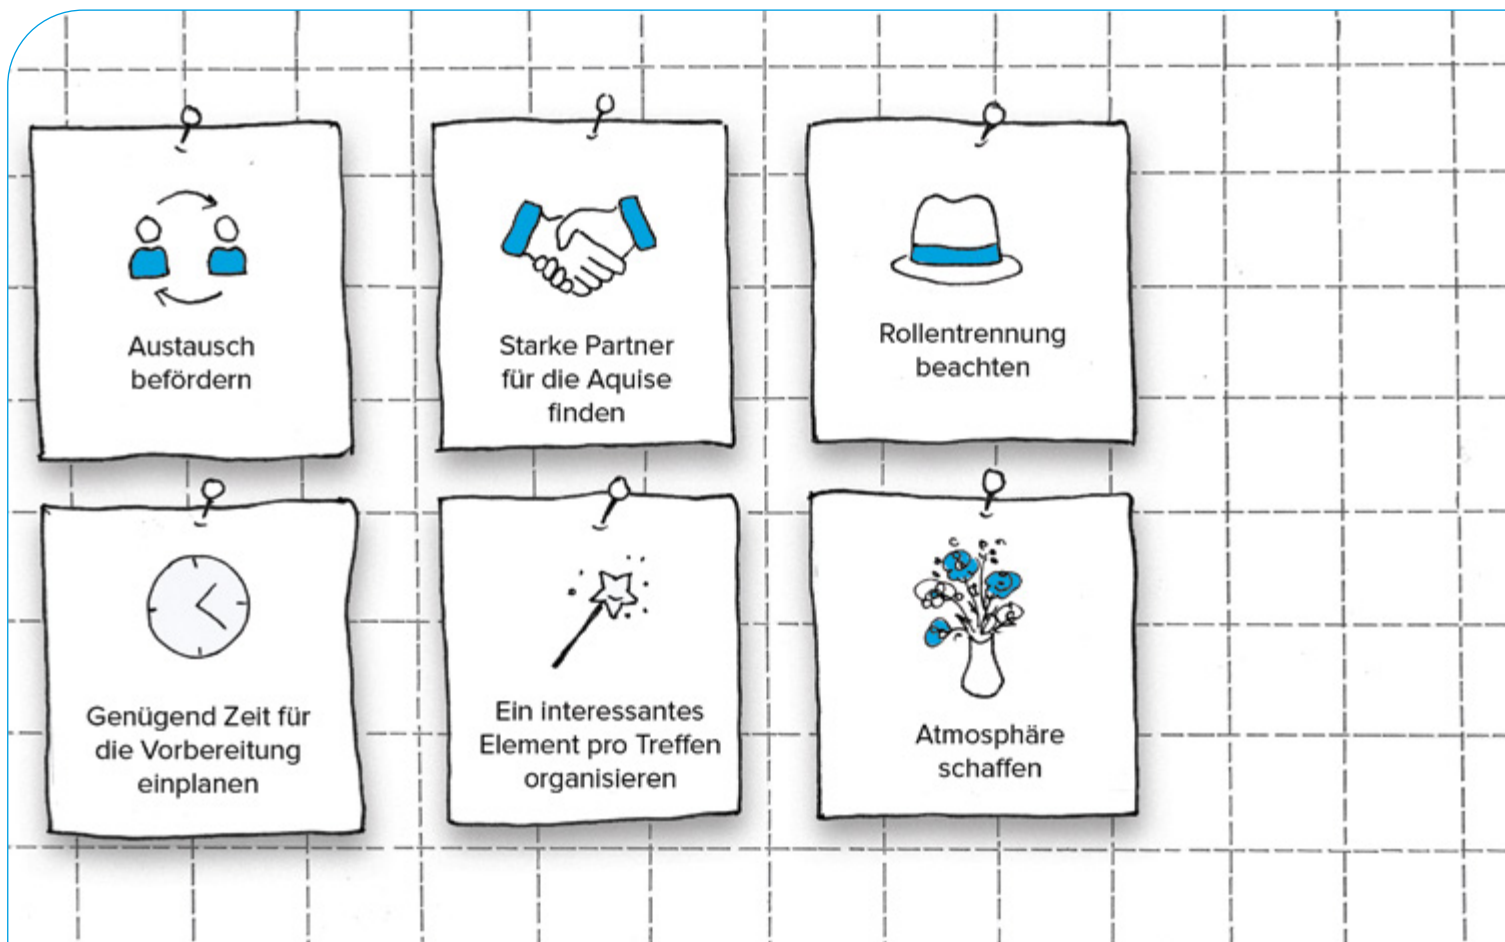 Austausch
befördern
Starke Partner
für die Aquise
finden
Rollentrennung
beachten
Genügend Zeit für
die Vorbereitung
einplanen
Ein interessantes
Element pro Treffen
organisieren
Atmosphäre
schaffen